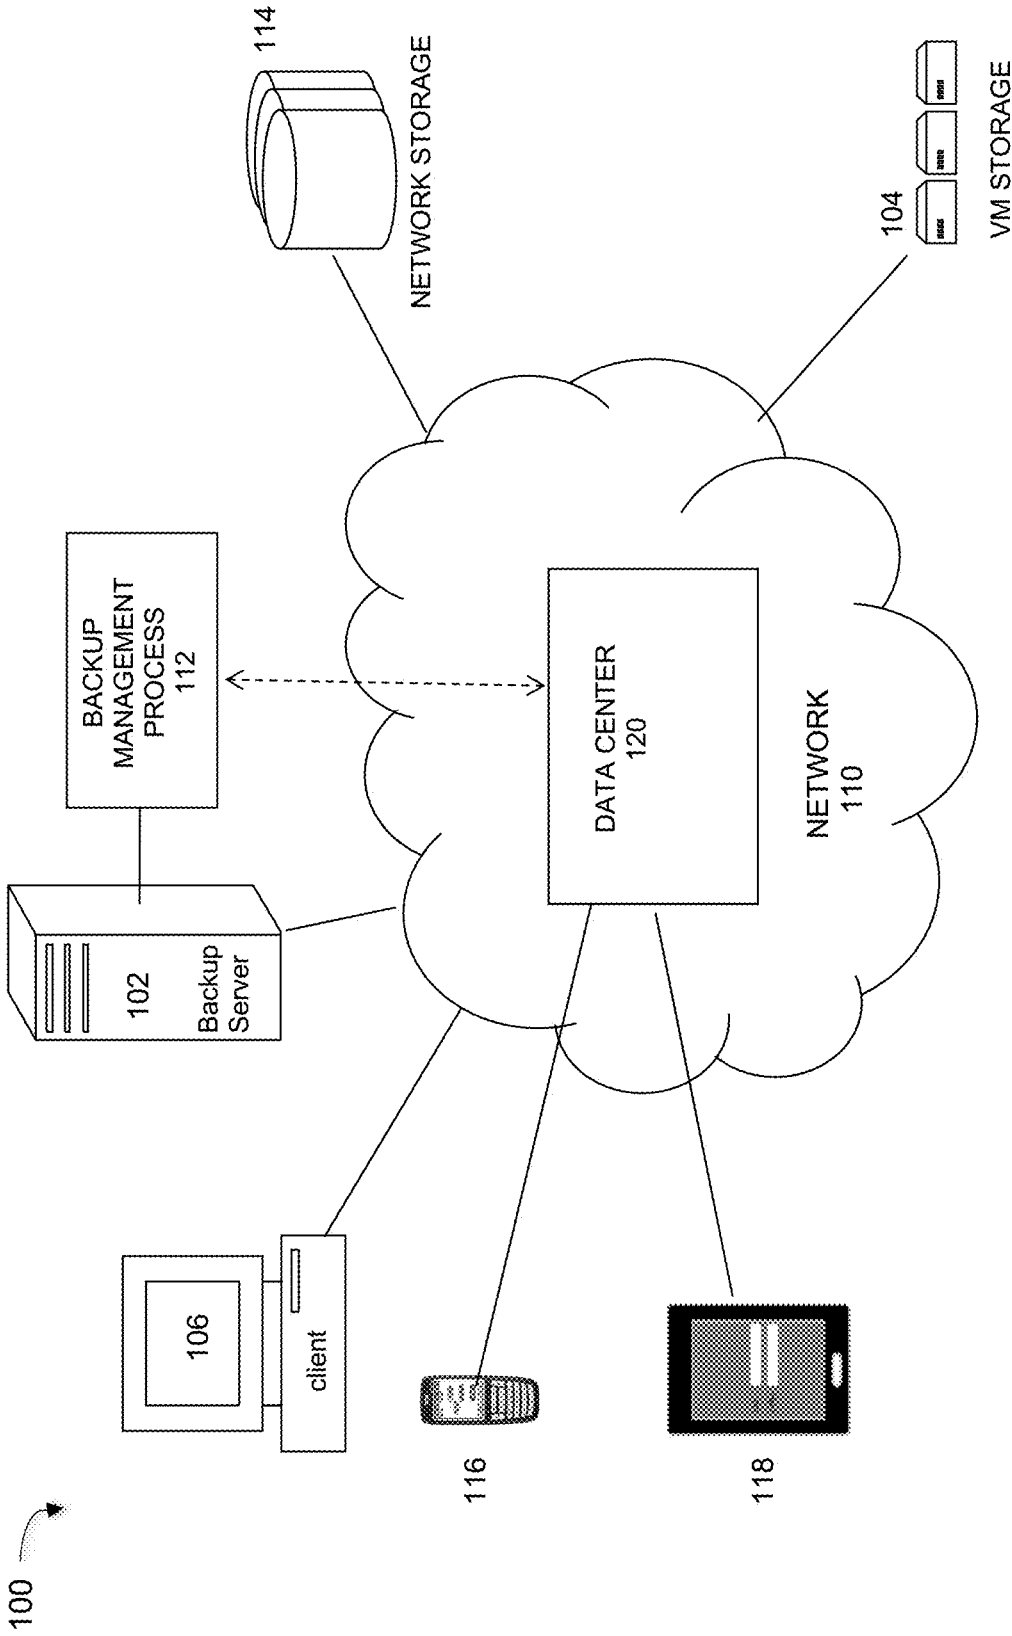 100
106
client
102
Backup
Server
BACKUP
MANAGEMENT
PROCESS
112
114
NETWORK STORAGE
116
118
DATA CENTER
120
NETWORK
110
104
VM STORAGE